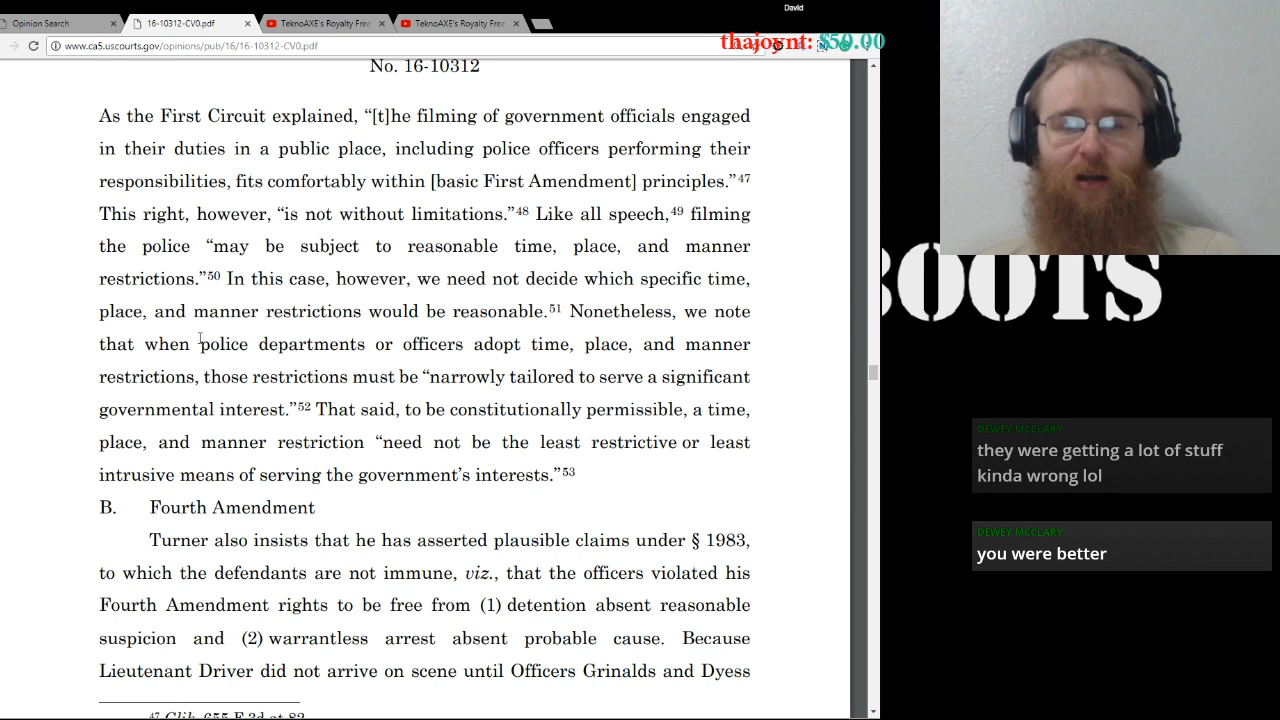 David
Opinion Search
16-10312-CV0.pdf
TeknoAXE's Royalty Free
TeknoAXE's Royalty Free
www.ca5.uscourts.gov/opinions/pub/16/16-10312-CV0.pdf
thajoynt: $50.00
No. 16-10312
As the First Circuit explained, “[t]he filming of government officials engaged
in their duties in a public place, including police officers performing their
responsibilities, fits comfortably within [basic First Amendment] principles.”47
This right, however, “is not without limitations.”48 Like all speech,49 filming
the police “may be subject to reasonable time, place, and manner
restrictions.”50 In this case, however, we need not decide which specific time,
place, and manner restrictions would be reasonable.51 Nonetheless, we note
that when police departments or officers adopt time, place, and manner
restrictions, those restrictions must be “narrowly tailored to serve a significant
governmental interest.”52 That said, to be constitutionally permissible, a time,
place, and manner restriction “need not be the least restrictive or least
intrusive means of serving the government’s interests.”53
B. Fourth Amendment
Turner also insists that he has asserted plausible claims under § 1983,
to which the defendants are not immune, viz., that the officers violated his
Fourth Amendment rights to be free from (1) detention absent reasonable
suspicion and (2) warrantless arrest absent probable cause. Because
Lieutenant Driver did not arrive on scene until Officers Grinalds and Dyess
47 Glik, 655 F.3d at 82
BOOTS
DEWEY MCCLARY
they were getting a lot of stuff
kinda wrong lol
DEWEY MCCLARY
you were better